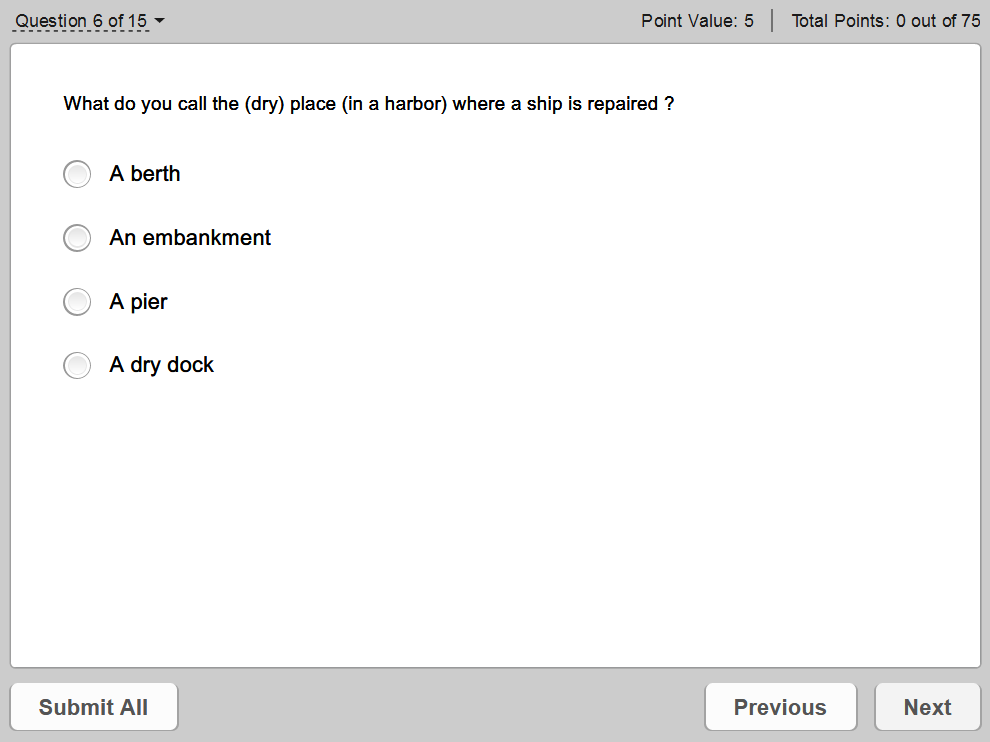 Question 6 of 15
Point Value: 5 | Total Points: 0 out of 75
What do you call the (dry) place (in a harbor) where a ship is repaired ?
A berth
An embankment
A pier
A dry dock
Submit All
Previous
Next